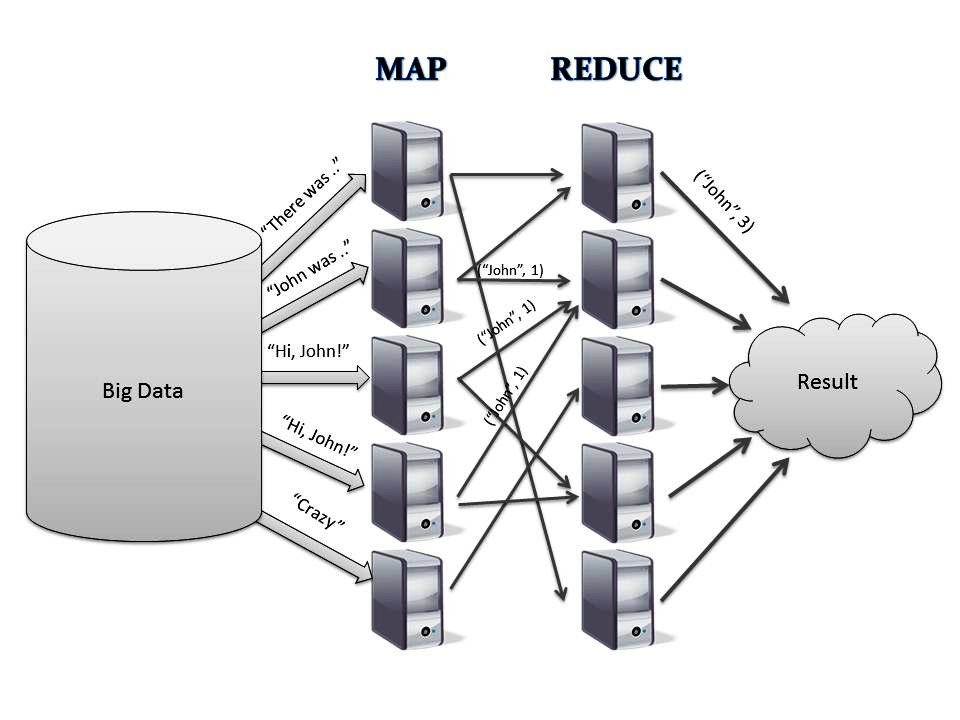 MAP
REDUCE
“There was ..”
“John was ..”
“Hi, John!”
“Hi, John!”
“Crazy”
Big Data
(“John”, 1)
(“John”, 1)
(“John”, 1)
(“John”, 3)
Result